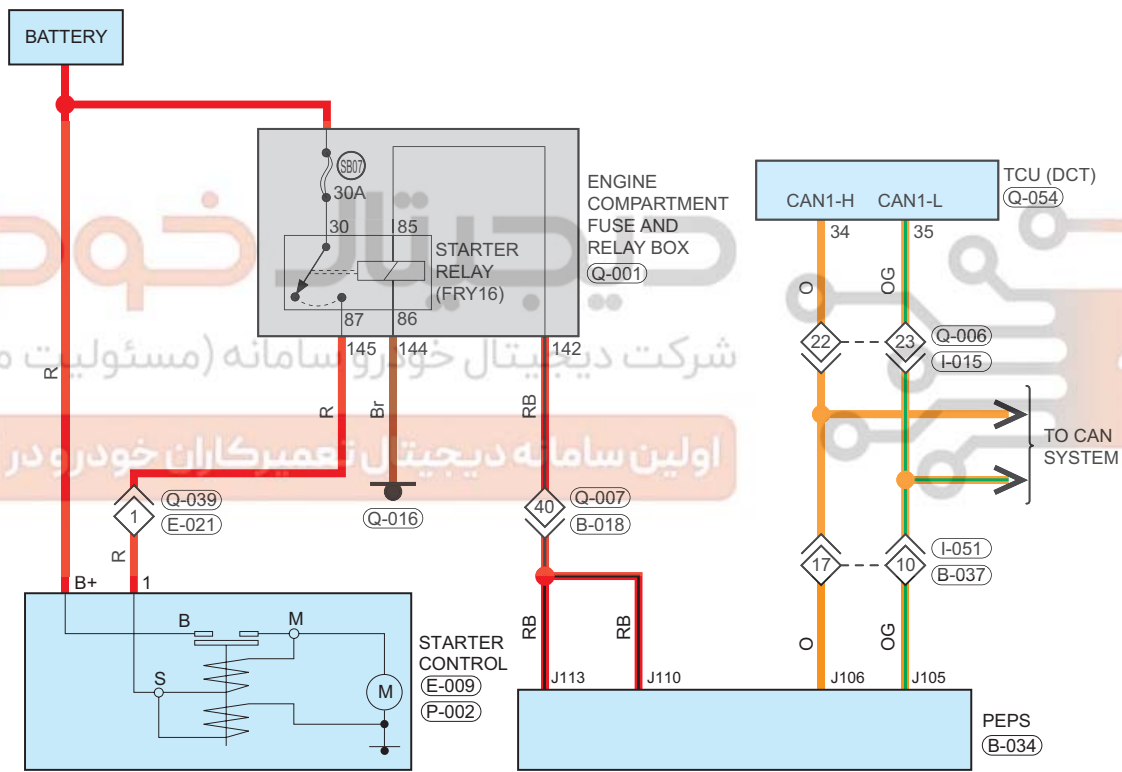 BATTERY
SB07
30A
30
85
STARTER
RELAY
(FRY16)
87
86
ENGINE
COMPARTMENT
FUSE AND
RELAY BOX
Q-001
TCU (DCT)
Q-054
CAN1-H
CAN1-L
34
35
O
OG
22
23
Q-006
I-015
145
144
142
شرکت دیجیتال خودرو سامانه (مسئولیت
R
R
Br
RB
TO CAN
SYSTEM
اولین سامانه دیجیتال تعمیرکاران خودرو در
1
Q-039
E-021
Q-016
40
Q-007
B-018
17
10
I-051
B-037
R
B+
1
RB
RB
O
OG
B
M
S
M
STARTER
CONTROL
E-009
P-002
J113
J110
J106
J105
PEPS
B-034